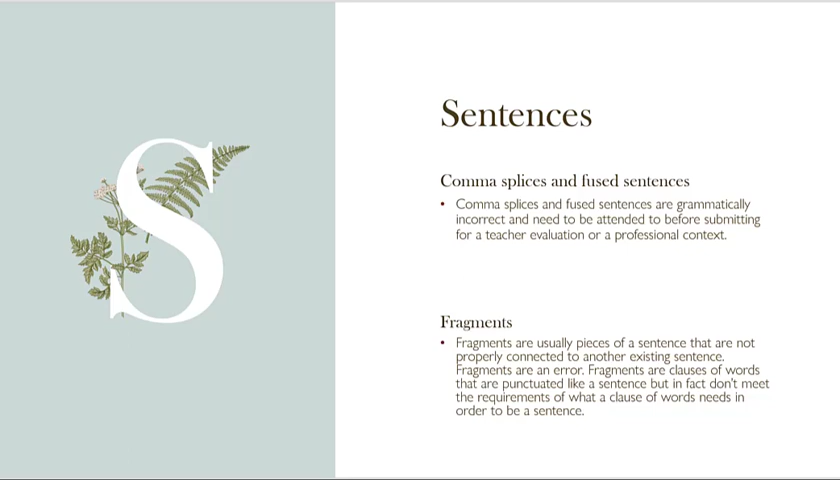 S
Sentences
Comma splices and fused sentences
• Comma splices and fused sentences are grammatically
incorrect and need to be attended to before submitting
for a teacher evaluation or a professional context.
Fragments
• Fragments are usually pieces of a sentence that are not
properly connected to another existing sentence.
Fragments are an error. Fragments are clauses of words
that are punctuated like a sentence but in fact don't meet
the requirements of what a clause of words needs in
order to be a sentence.